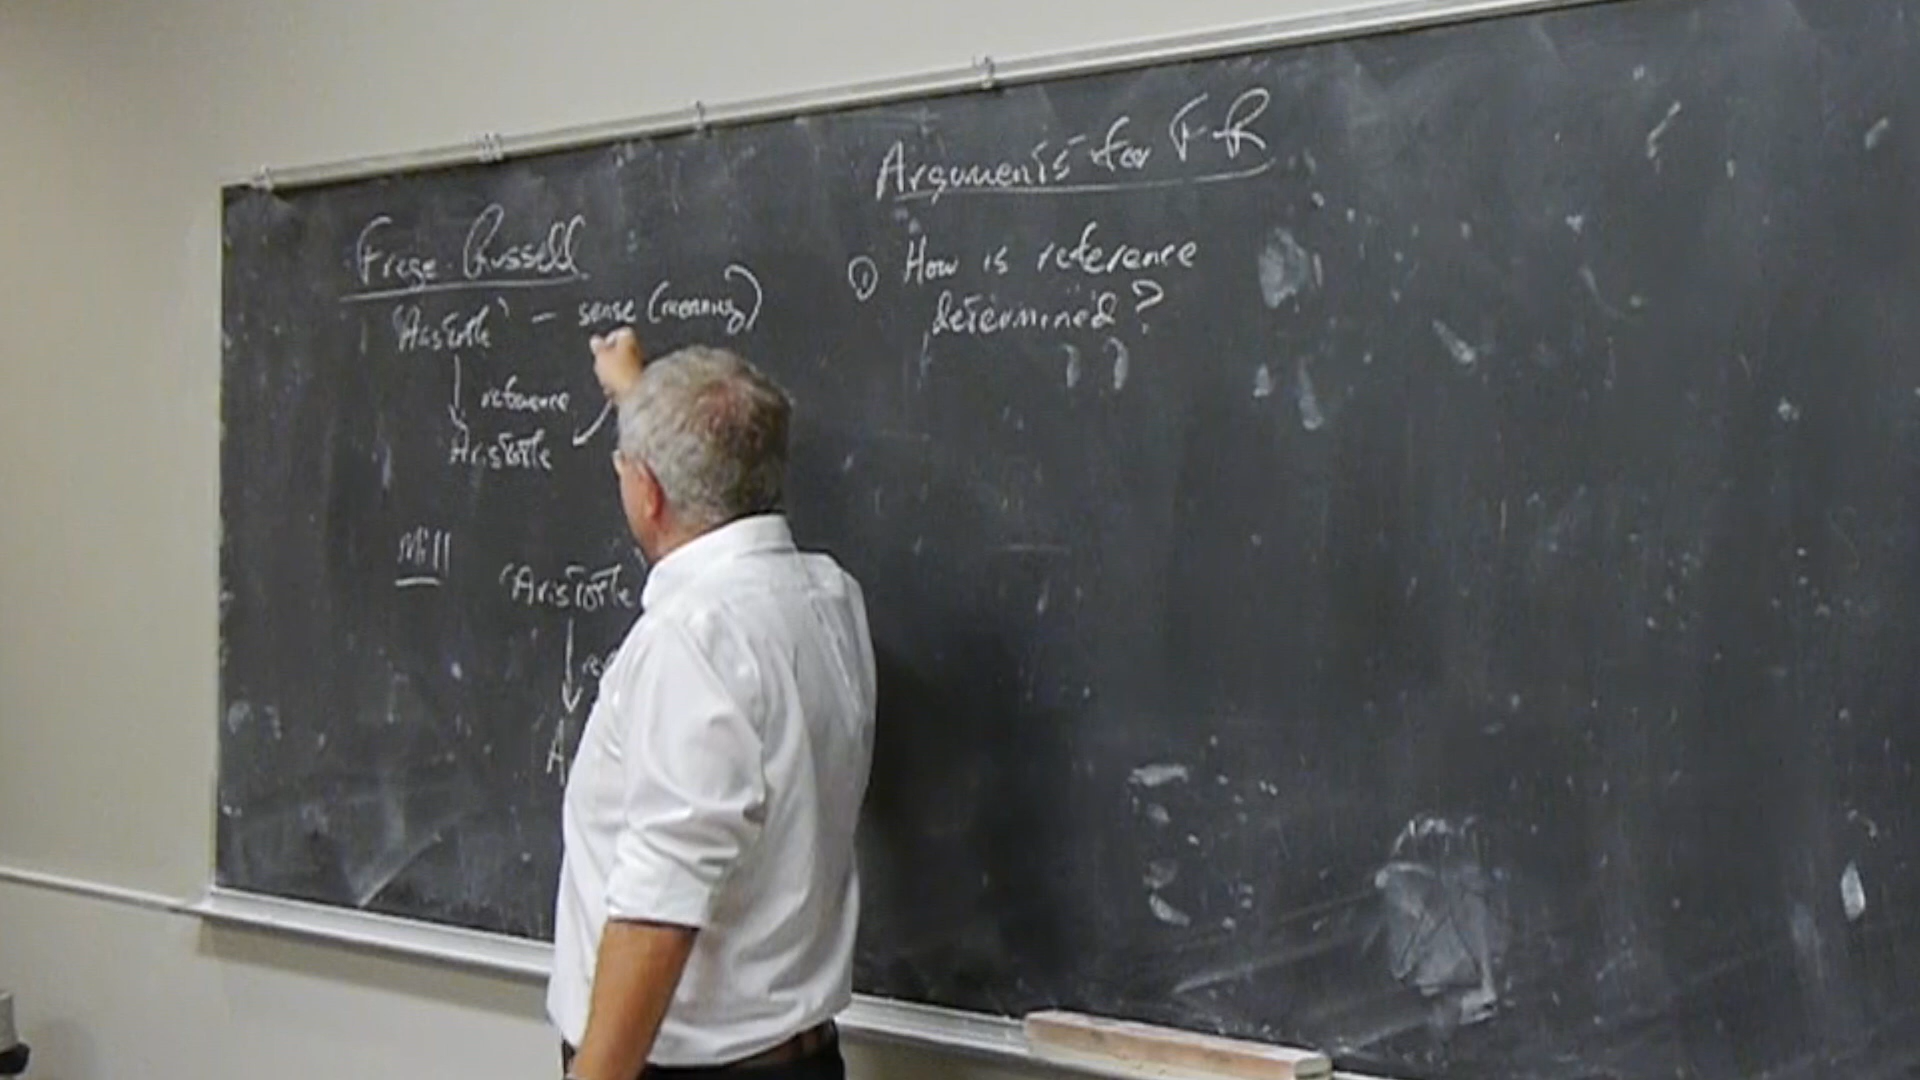 Frege-Russell
"Aristotle" — sense (meaning)
reference
Aristotle
Mill
"Aristotle
A
Arguments for F-R
① How is reference
determined?